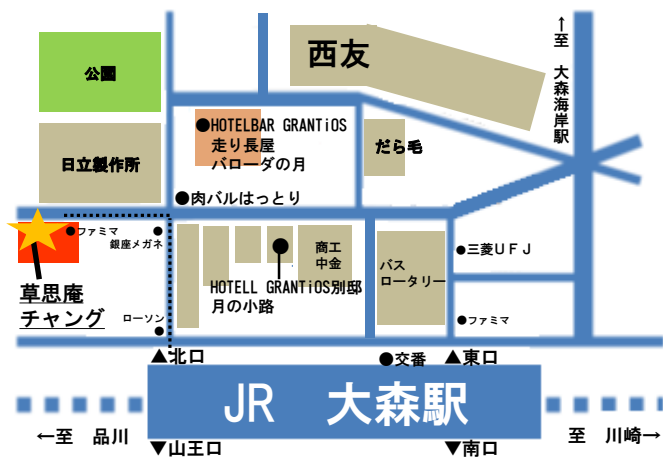 公園
西友
←至 大森海岸駅
●HOTELBAR GRANTiOS
走り長屋
バローダの月
だら毛
日立製作所
●肉バルはっとり
●ファミマ
銀座メガネ
●
商工
中金
バス
ロータリー
●三菱UFJ
HOTELL GRANTiOS別邸
月の小路
草思庵
チャング
ローソン
●
●ファミマ
▲北口
●交番
▲東口
JR 大森駅
←至 品川
至 川崎→
▼山王口
▼南口